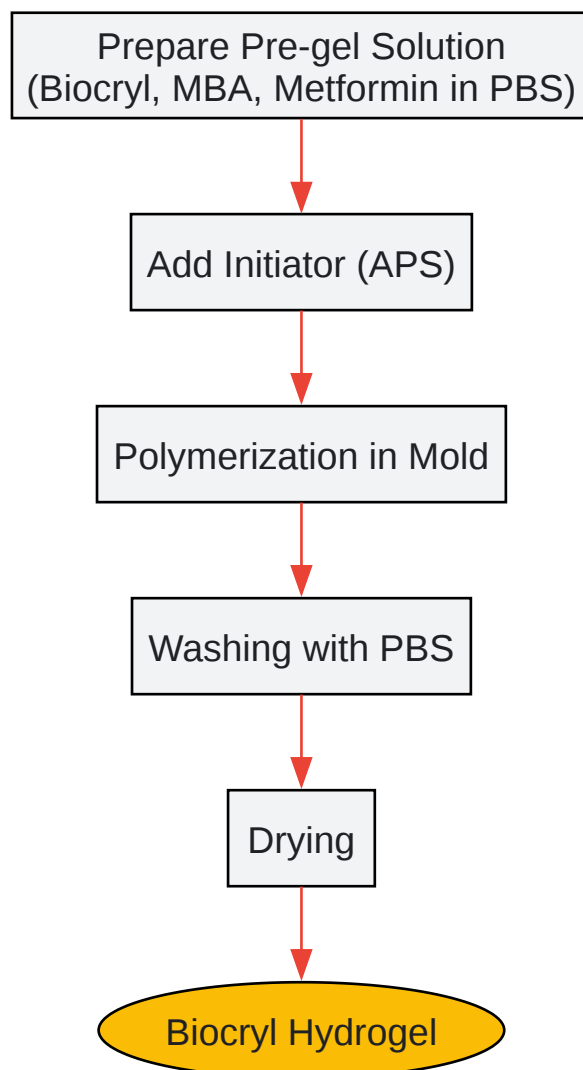 Prepare Pre-gel Solution
(Biocryl, MBA, Metformin in PBS)
Add Initiator (APS)
Polymerization in Mold
Washing with PBS
Drying
Biocryl Hydrogel